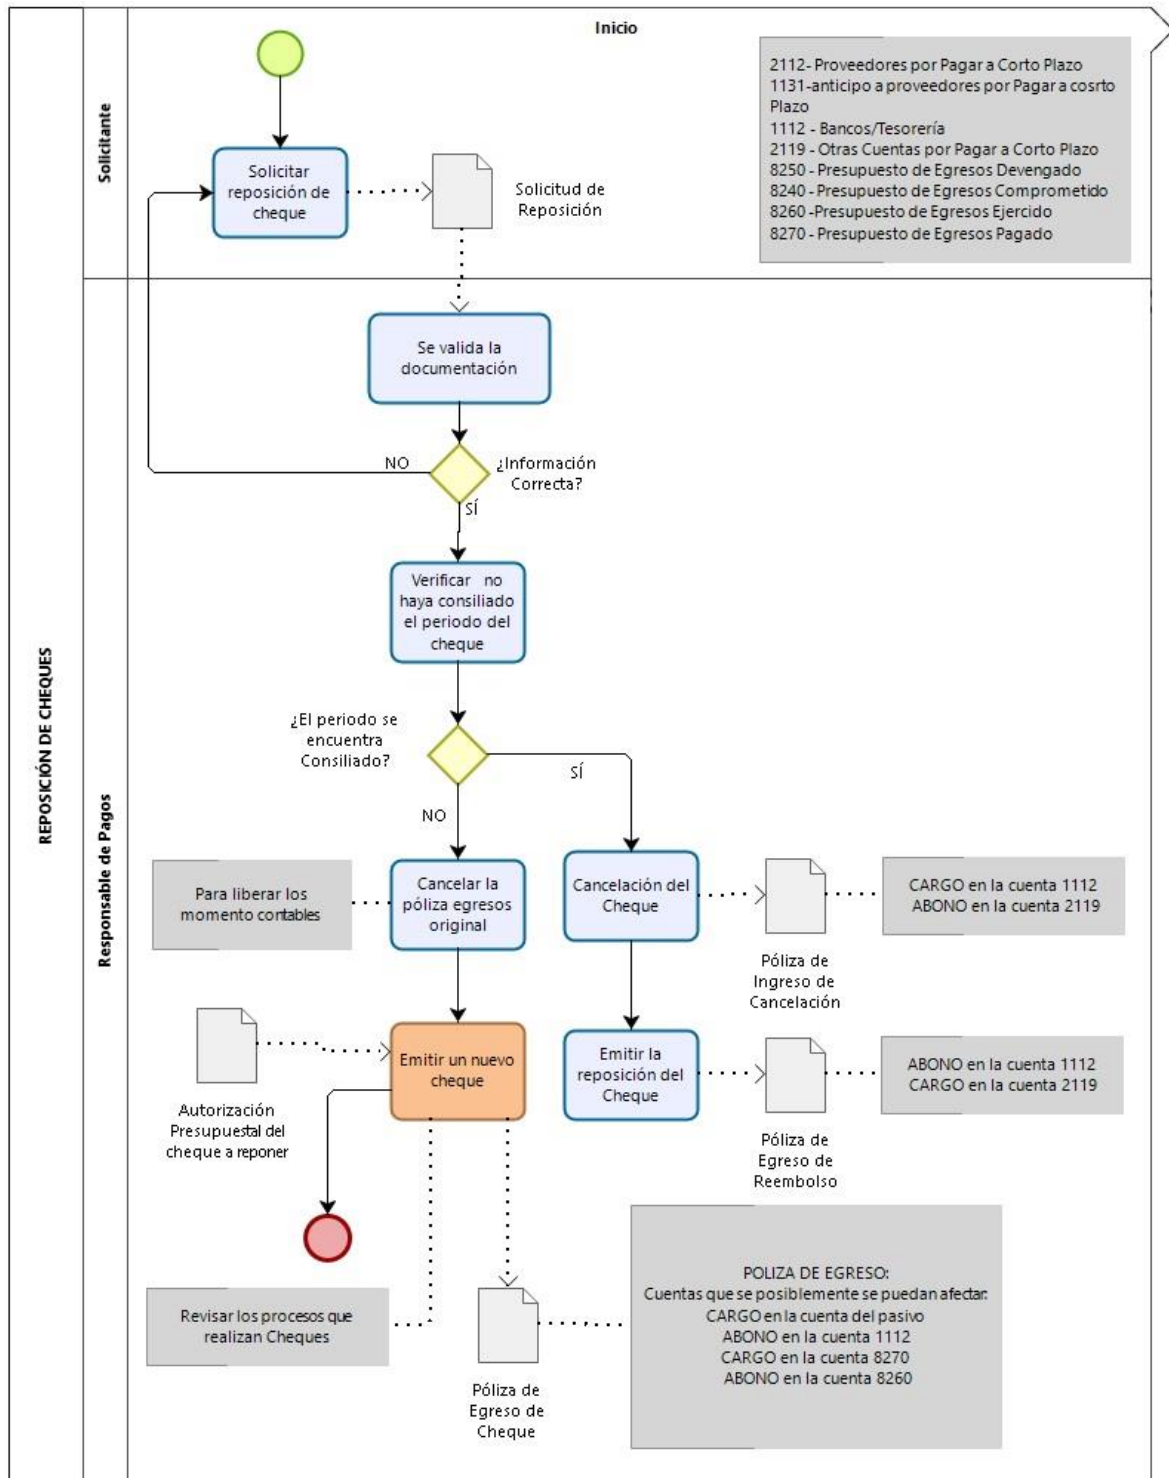 REPOSICIÓN DE CHEQUES
Solicitante
Inicio
2112- Proveedores por Pagar a Corto Plazo
1131-anticipo a proveedores por Pagar a cosrto
Plazo
1112 - Bancos/Tesorería
2119 - Otras Cuentas por Pagar a Corto Plazo
8250 - Presupuesto de Egresos Devengado
8240 - Presupuesto de Egresos Comprometido
8260 -Presupuesto de Egresos Ejercido
8270 - Presupuesto de Egresos Pagado
Solicitar
reposición de
cheque
Solicitud de
Reposición
Responsable de Pagos
Se valida la
documentación
NO
¿Información
Correcta?
SÍ
Verificar no
haya consiliado
el periodo del
cheque
¿El periodo se
encuentra
Consiliado?
SÍ
NO
Para liberar los
momento contables
Cancelar la
póliza egresos
original
Cancelación del
Cheque
Póliza de
Ingreso de
Cancelación
CARGO en la cuenta 1112
ABONO en la cuenta 2119
Autorización
Presupuestal del
cheque a reponer
Emitir un nuevo
cheque
Emitir la
reposición del
Cheque
Póliza de
Egreso de
Reembolso
ABONO en la cuenta 1112
CARGO en la cuenta 2119
Revisar los procesos que
realizan Cheques
Póliza de
Egreso de
Cheque
POLIZA DE EGRESO:
Cuentas que se posiblemente se puedan afectar:
CARGO en la cuenta del pasivo
ABONO en la cuenta 1112
CARGO en la cuenta 8270
ABONO en la cuenta 8260